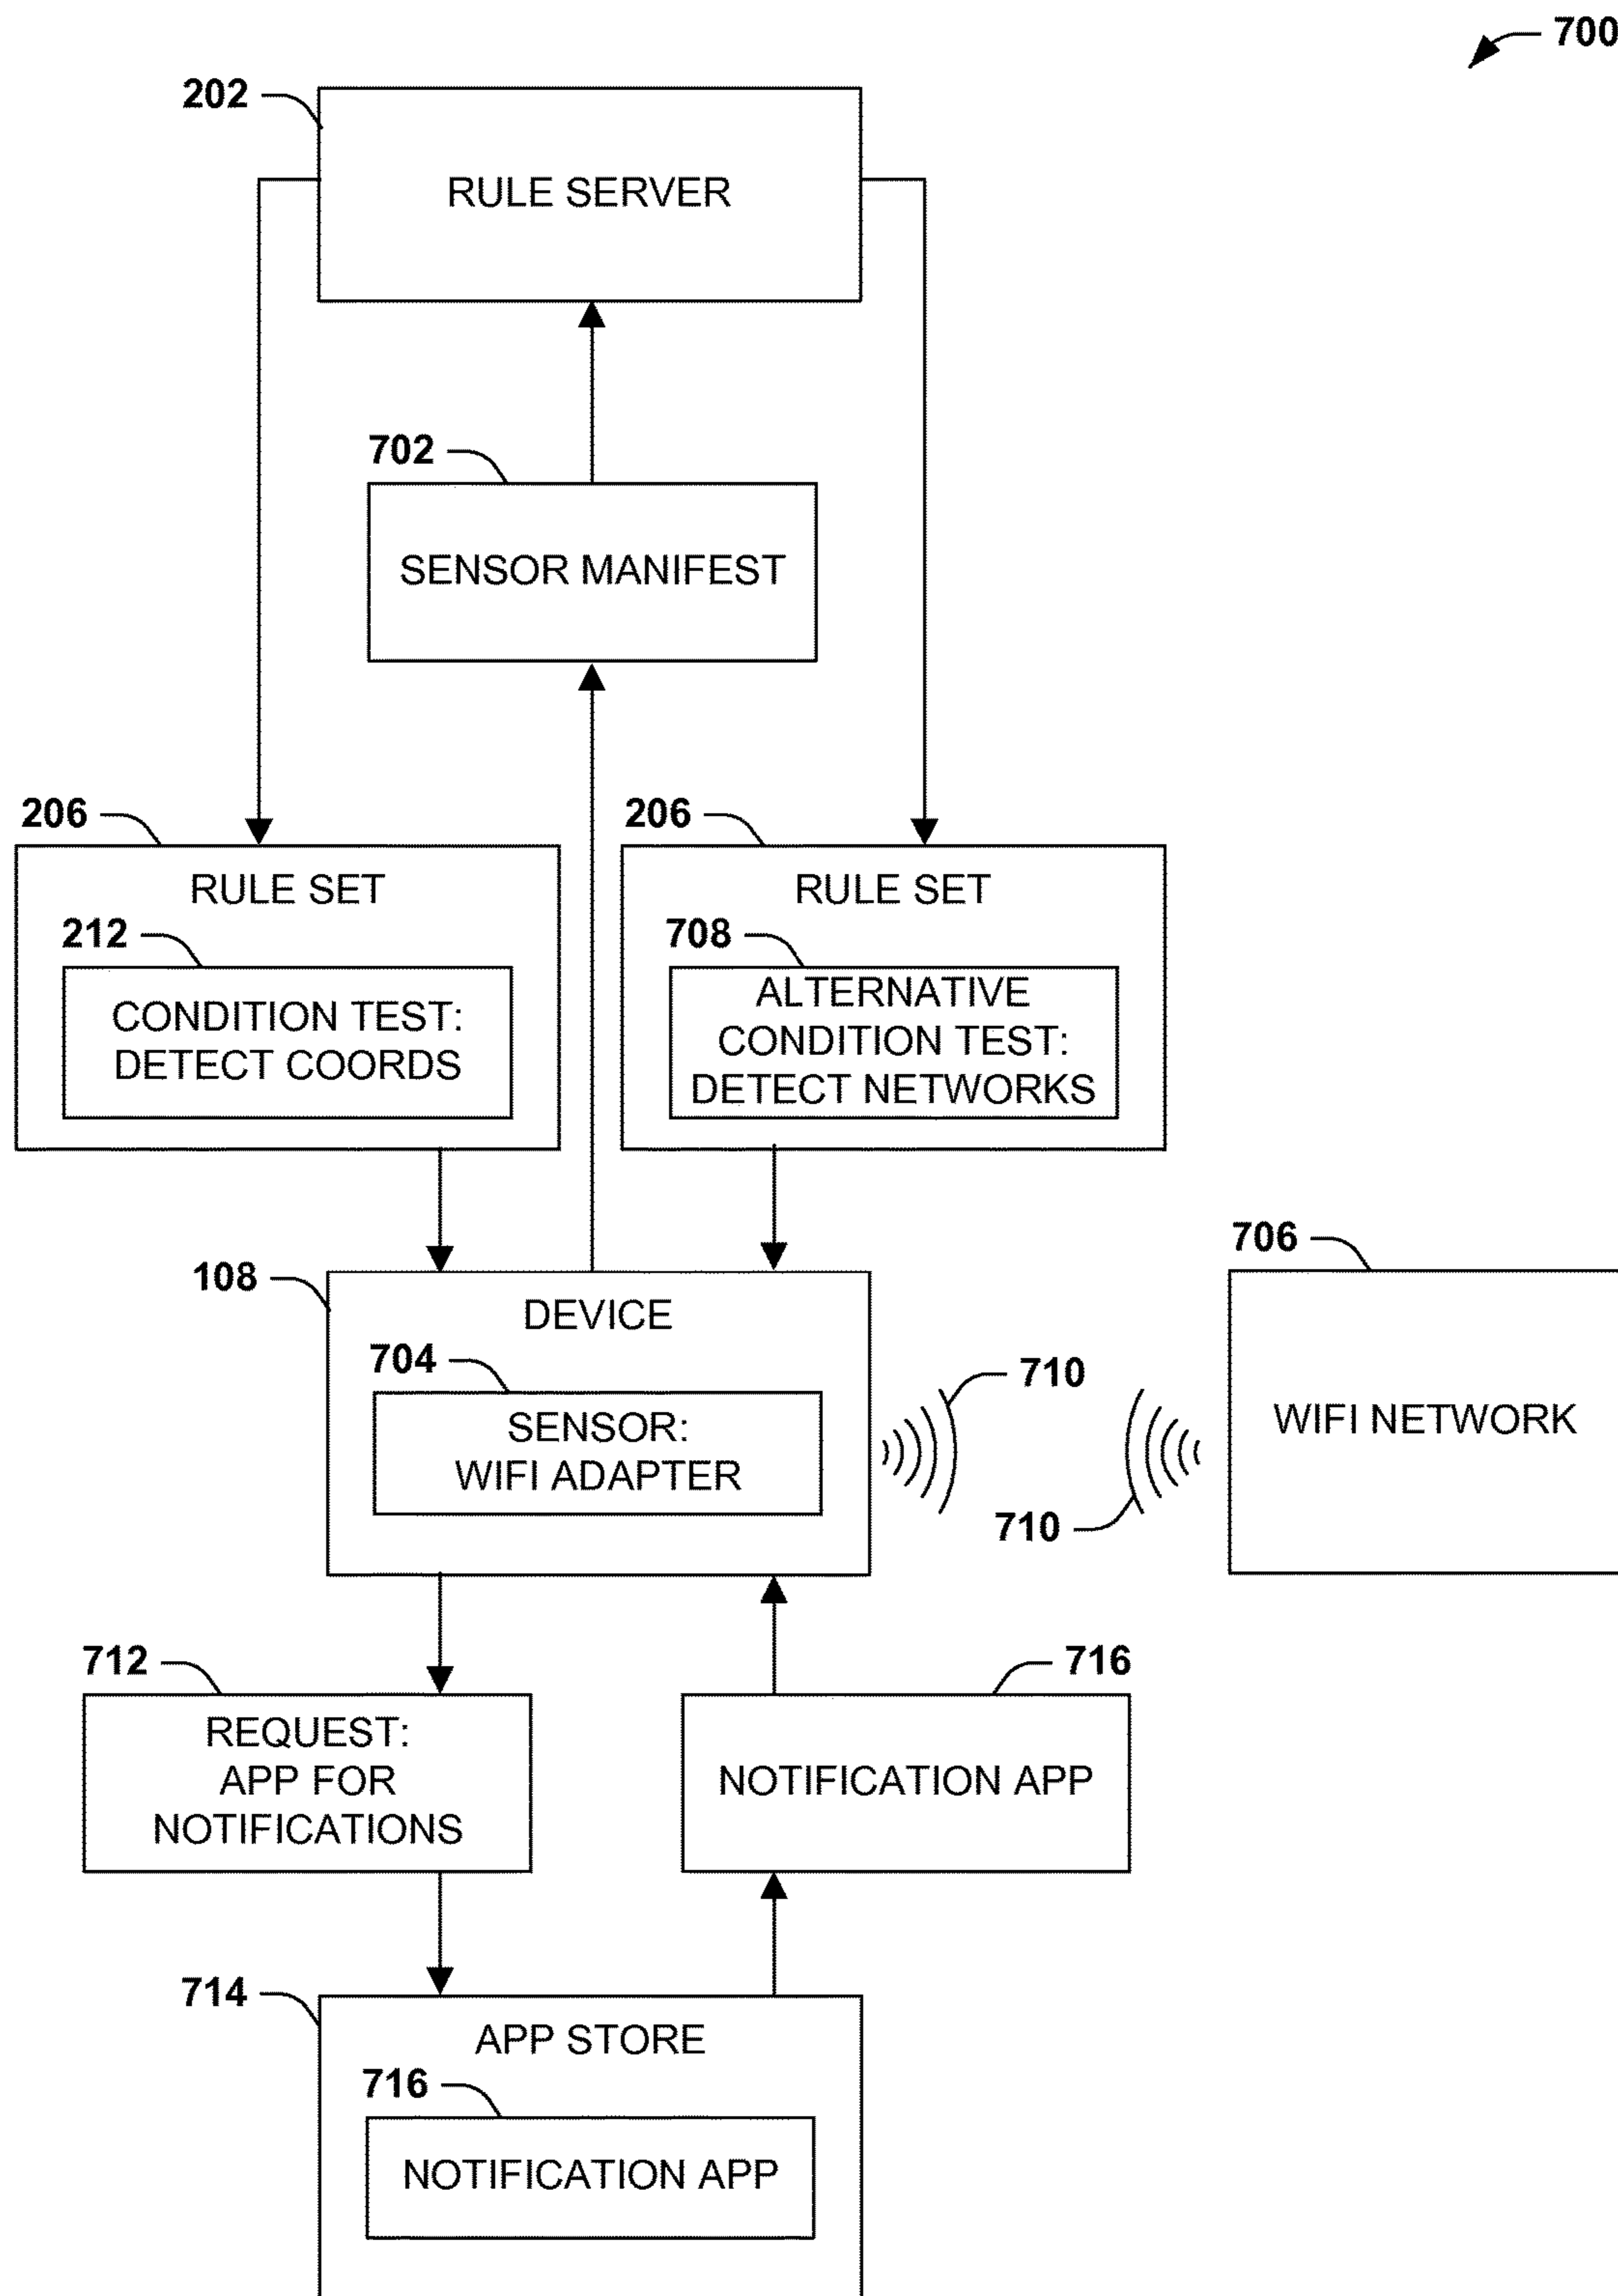 700
202
RULE SERVER
702
SENSOR MANIFEST
206
RULE SET
212
CONDITION TEST:
DETECT COORDS
206
RULE SET
708
ALTERNATIVE
CONDITION TEST:
DETECT NETWORKS
108
DEVICE
704
SENSOR:
WIFI ADAPTER
710
710
706
WIFI NETWORK
712
REQUEST:
APP FOR
NOTIFICATIONS
716
NOTIFICATION APP
714
APP STORE
716
NOTIFICATION APP